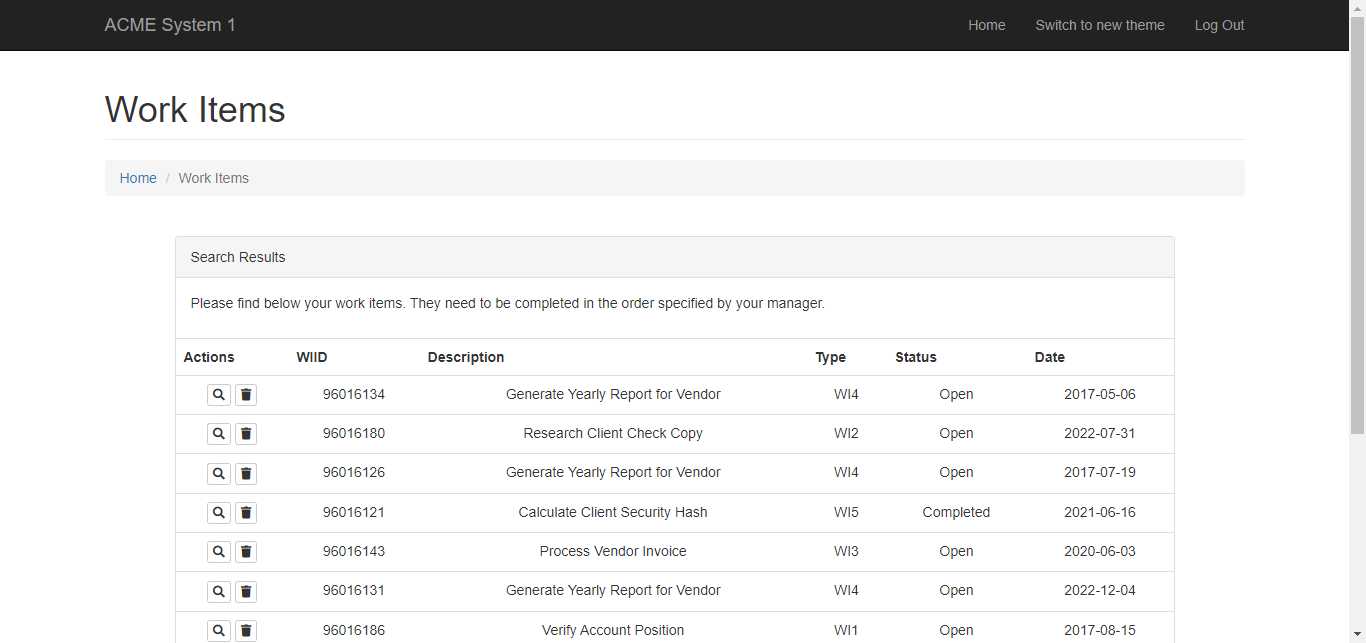 ACME System 1 Home Switch to new theme Log Out
Work Items
Home / Work Items
Search Results
Please find below your work items. They need to be completed in the order specified by your manager.
Actions WIID Description Type Status Date
96016134 Generate Yearly Report for Vendor WI4 Open 2017-05-06
96016180 Research Client Check Copy WI2 Open 2022-07-31
96016126 Generate Yearly Report for Vendor WI4 Open 2017-07-19
96016121 Calculate Client Security Hash WI5 Completed 2021-06-16
96016143 Process Vendor Invoice WI3 Open 2020-06-03
96016131 Generate Yearly Report for Vendor WI4 Open 2022-12-04
96016186 Verify Account Position WI1 Open 2017-08-15